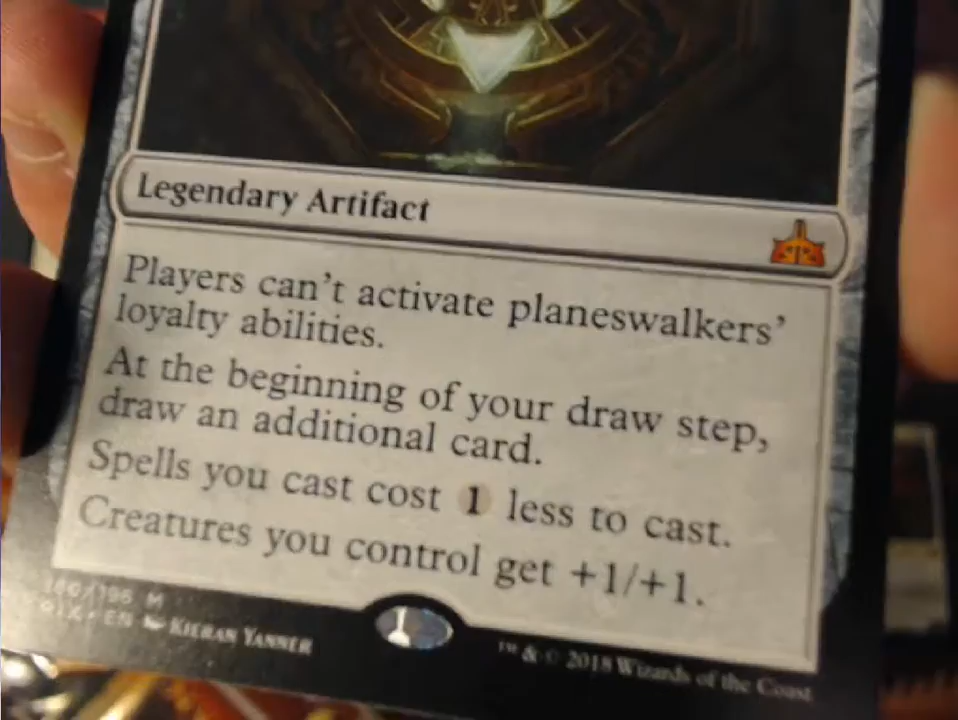 Legendary Artifact
Players can't activate planeswalkers'
loyalty abilities.
At the beginning of your draw step,
draw an additional card.
Spells you cast cost 1 less to cast.
Creatures you control get +1/+1.
/196 M
EN KIERAN YANNER
™ & © 2018 Wizards of the Coast